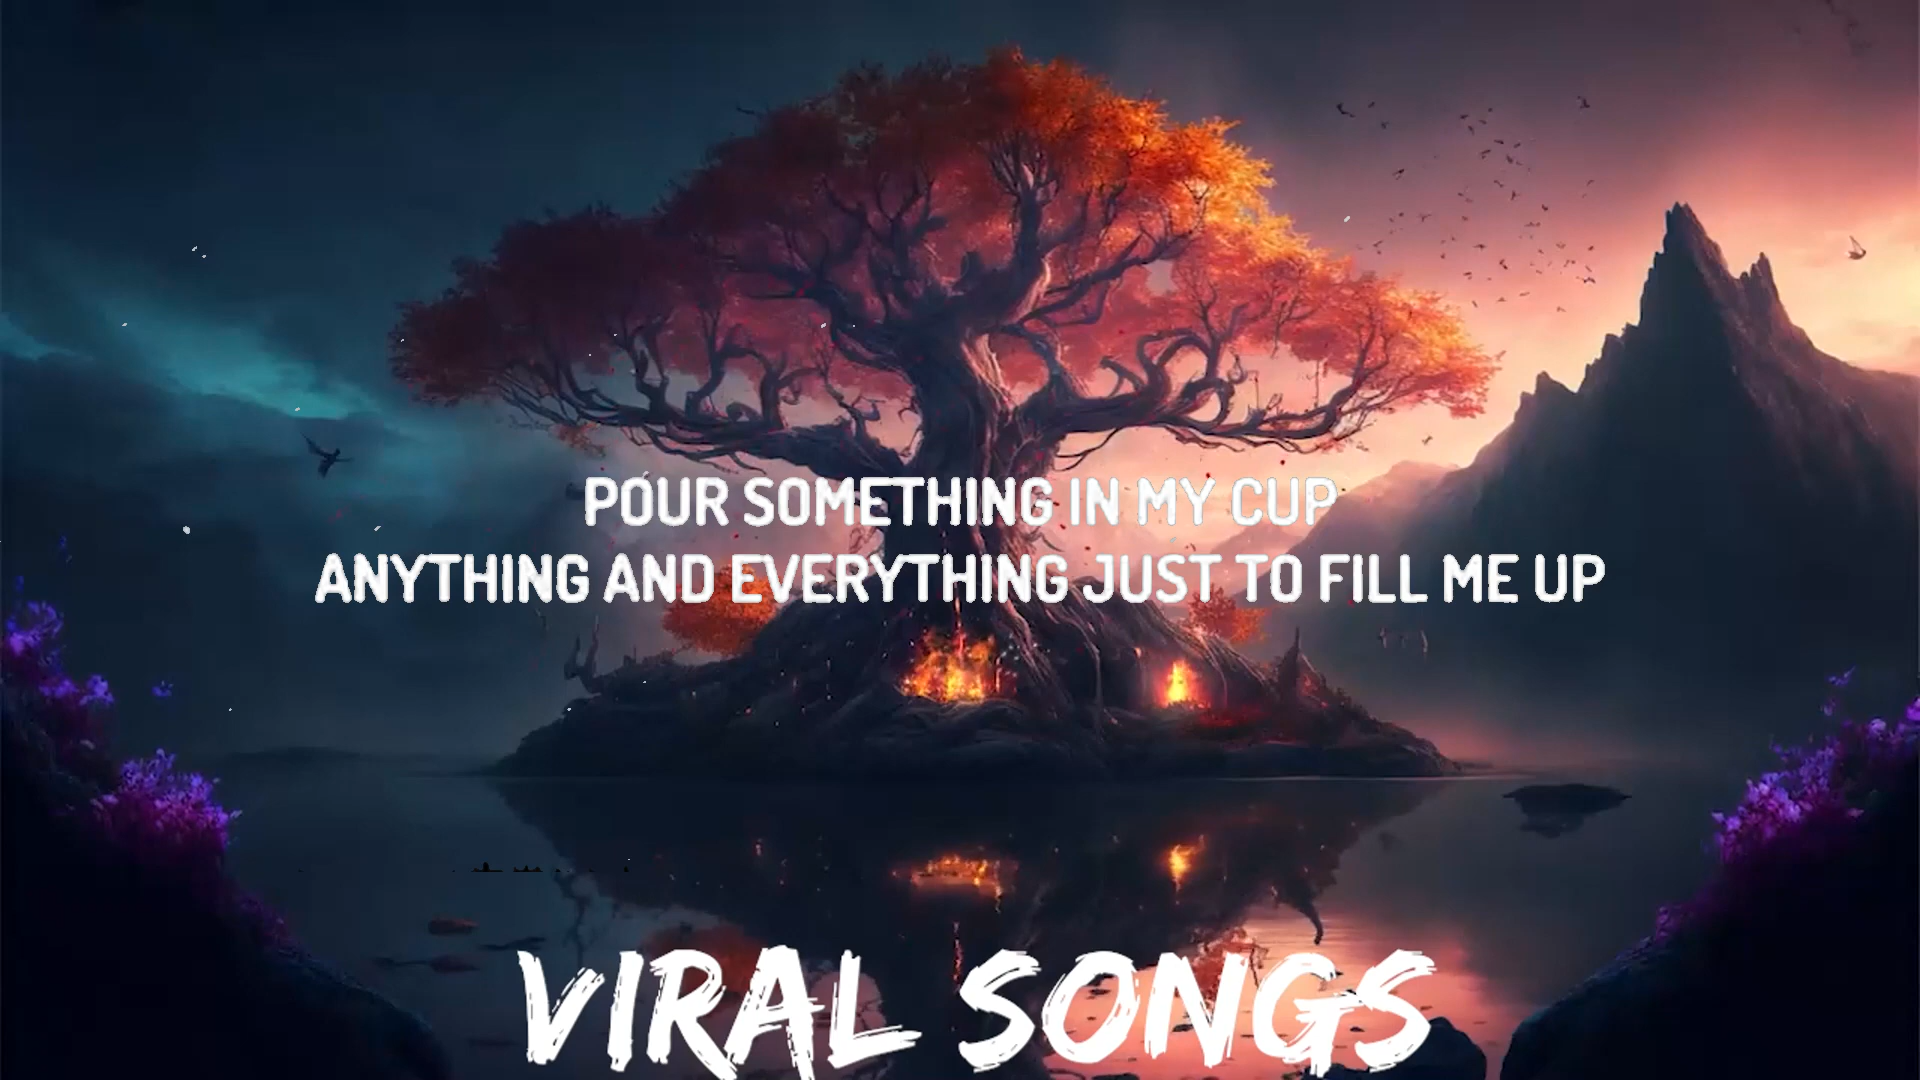 POUR SOMETHING IN MY CUP
ANYTHING AND EVERYTHING JUST TO FILL ME UP
VIRAL SONGS